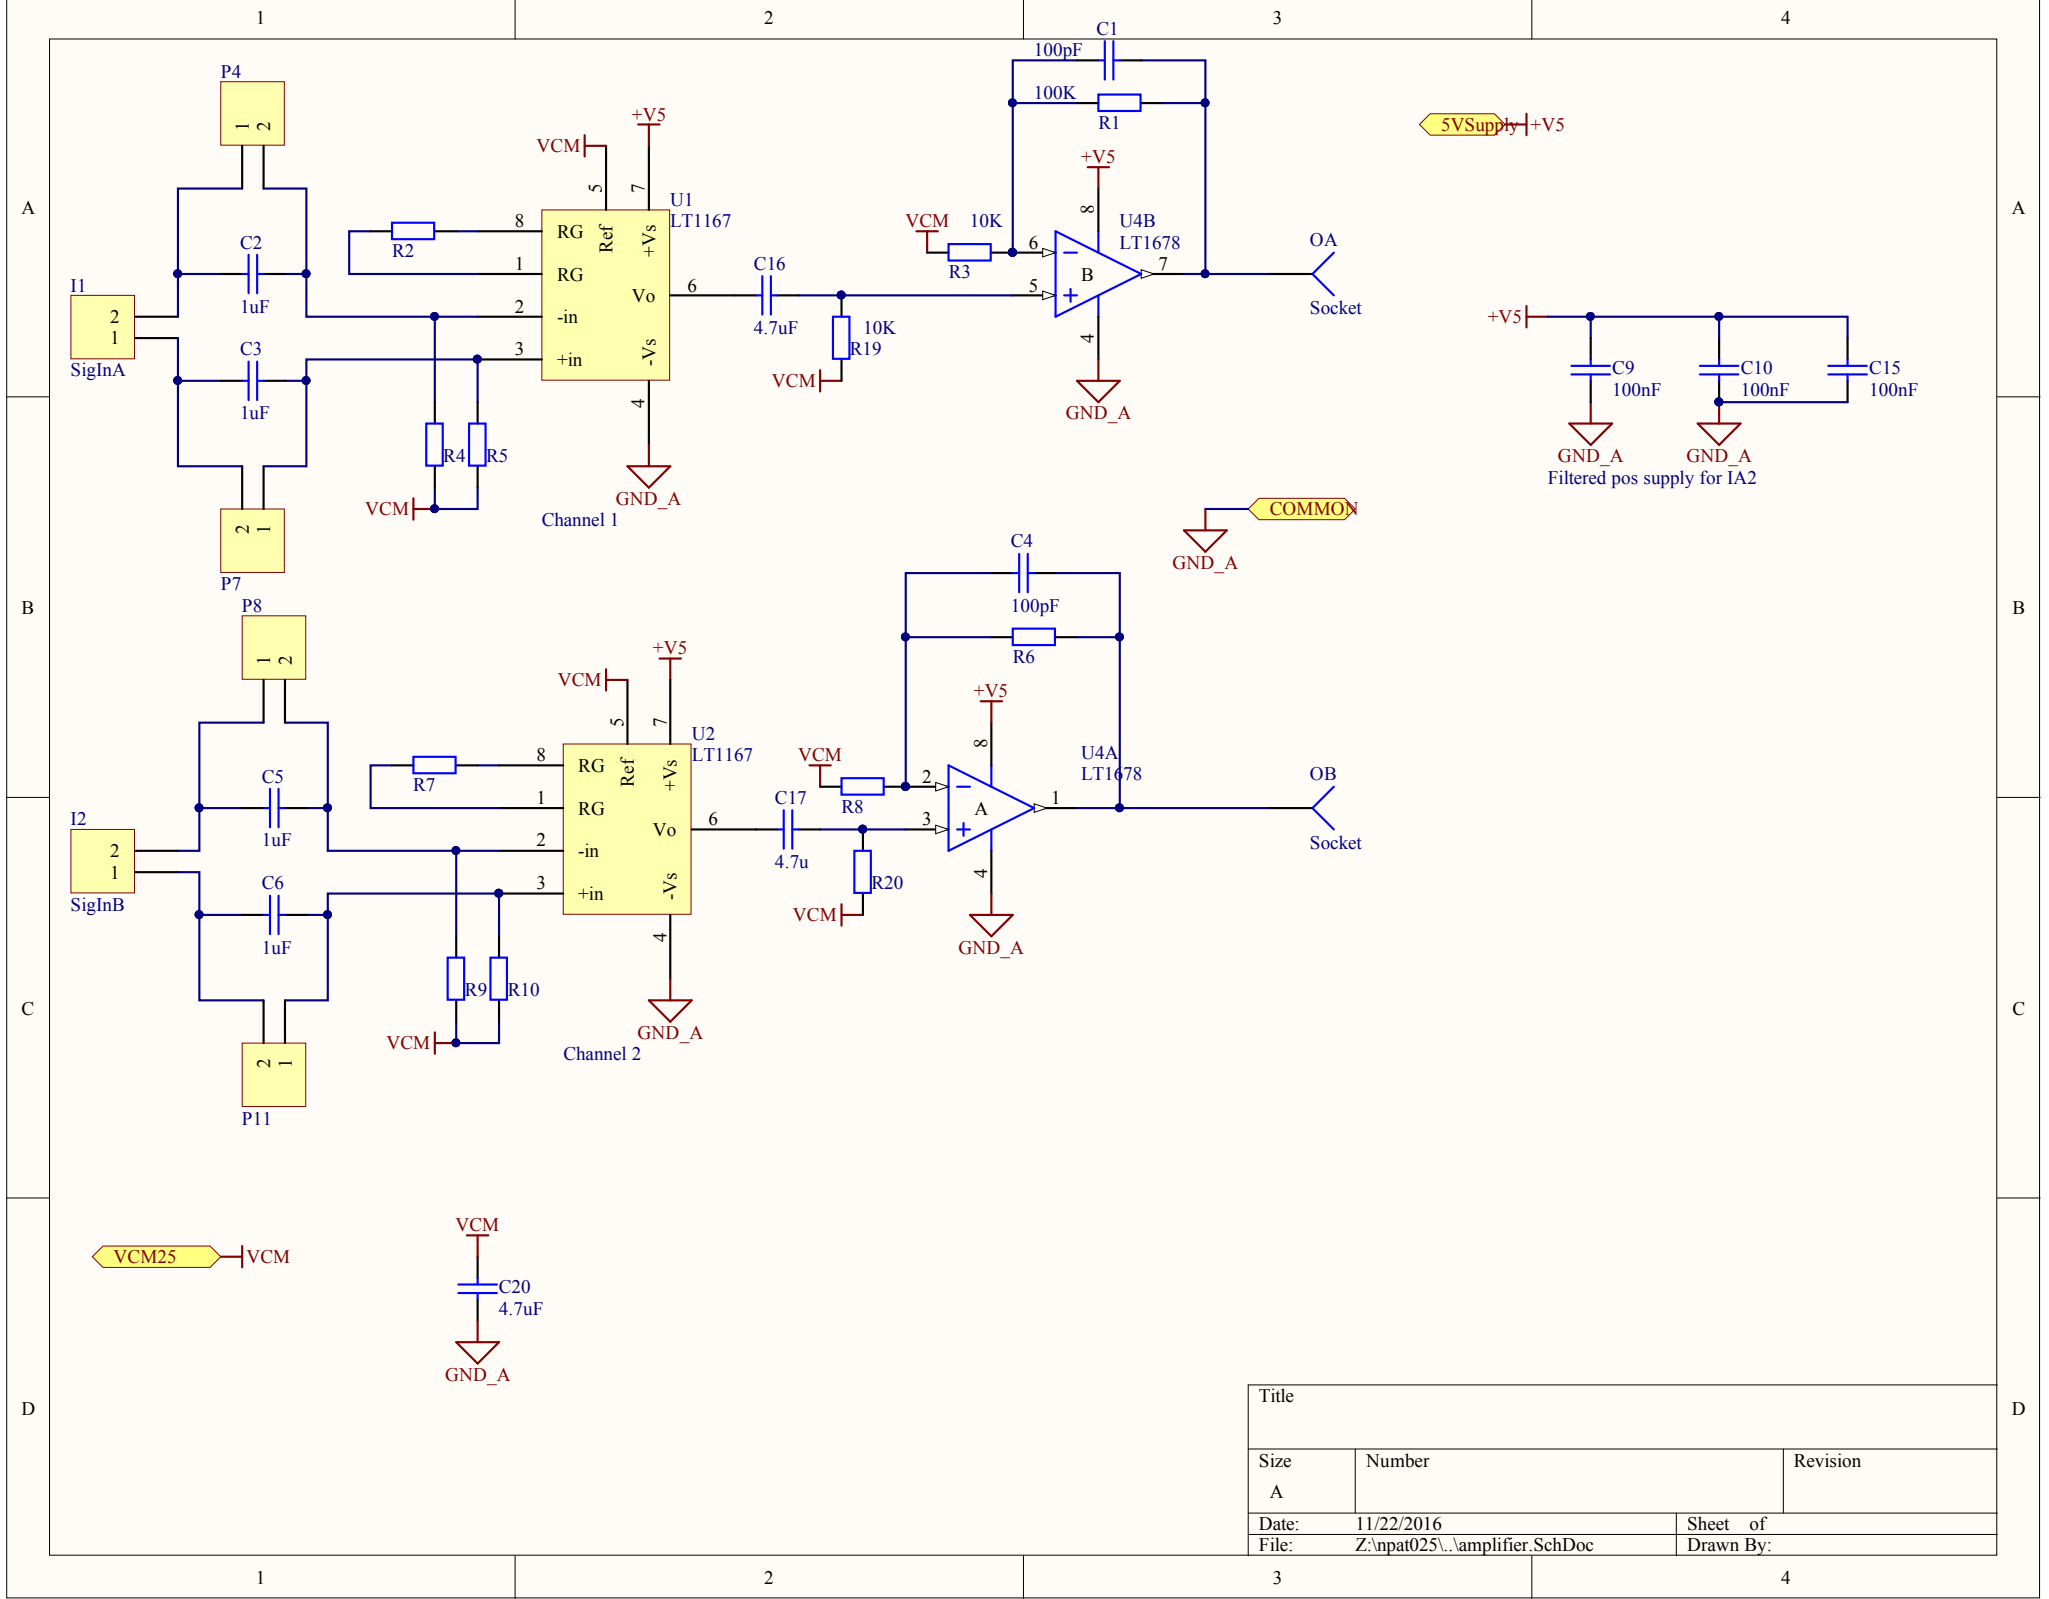 1
2
3
4
A
A
B
B
C
C
D
D
1
2
3
4
P4
1
2
C2
1uF
I1
2
1
SigInA
C3
1uF
2
1
P7
R2
VCM
+V5
5
7
U1
LT1167
8
RG
Ref
+Vs
1
RG
Vo
6
2
-in
3
+in
-Vs
4
GND_A
R4
R5
VCM
Channel 1
C16
4.7uF
10K
R19
VCM
C1
100pF
100K
R1
+V5
8
VCM
10K
R3
6
5
B
U4B
LT1678
7
4
GND_A
OA
Socket
5VSupply
+V5
+V5
C9
100nF
C10
100nF
C15
100nF
GND_A
GND_A
Filtered pos supply for IA2
COMMON
GND_A
P8
1
2
C5
1uF
I2
2
1
SigInB
C6
1uF
2
1
P11
R7
VCM
+V5
5
7
U2
LT1167
8
RG
Ref
+Vs
1
RG
Vo
6
2
-in
3
+in
-Vs
4
GND_A
R9
R10
VCM
Channel 2
C17
4.7u
R20
VCM
C4
100pF
R6
+V5
8
VCM
R8
2
3
A
U4A
LT1678
1
4
GND_A
OB
Socket
VCM25
VCM
VCM
C20
4.7uF
GND_A
Title
Size
Number
Revision
A
Date: 11/22/2016
Sheet of
File: Z:\npat025\..\amplifier.SchDoc
Drawn By: